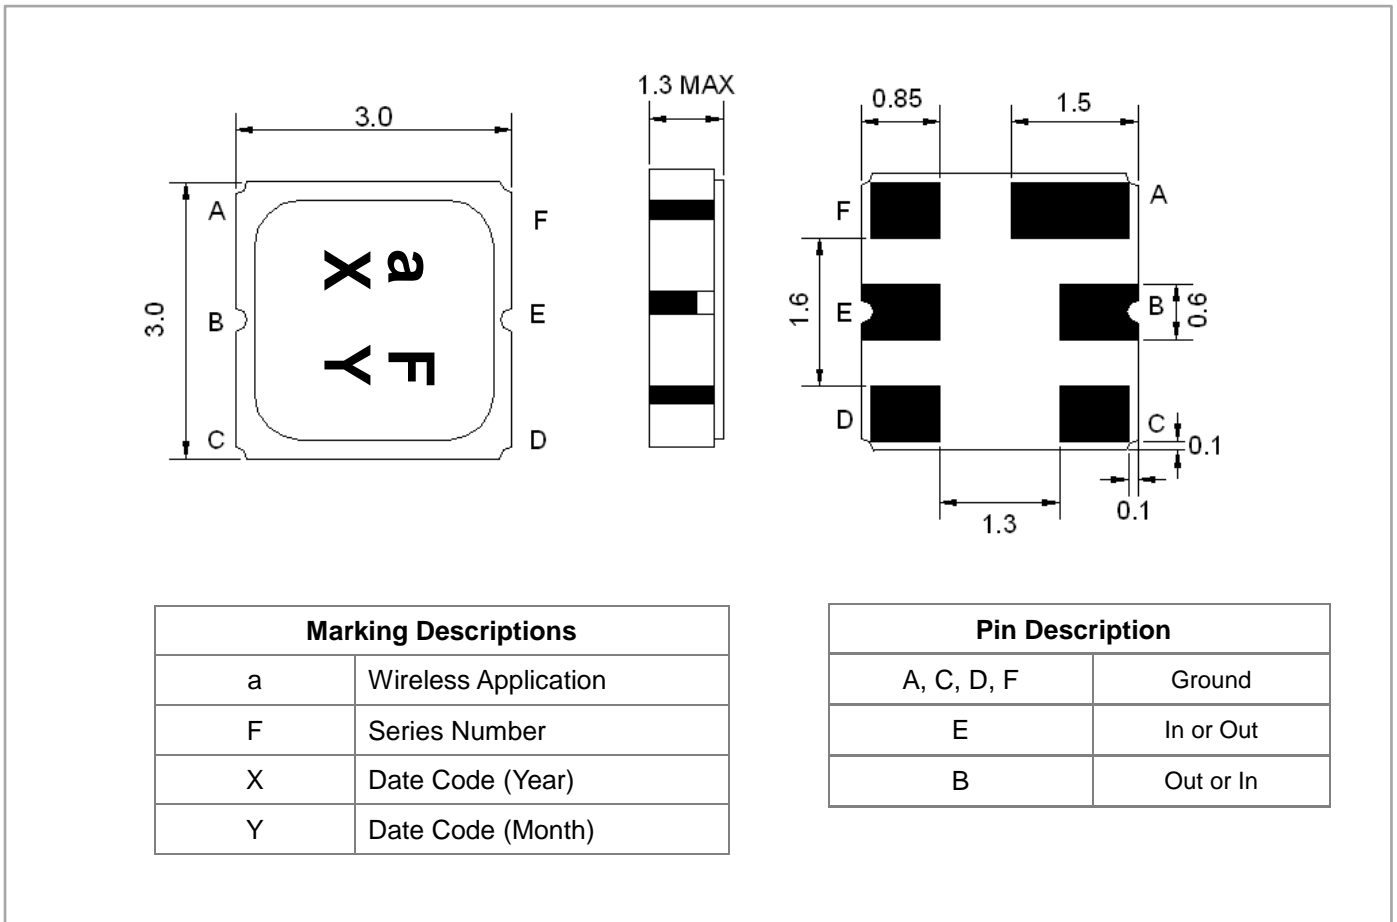 1.3 MAX
3.0
0.85
1.5
A
F
3.0
B
E
C
D
a
X
F
Y
F
A
1.6
E
B
0.6
D
C
0.1
0.1
1.3
Marking Descriptions
a Wireless Application
F Series Number
X Date Code (Year)
Y Date Code (Month)
Pin Description
A, C, D, F Ground
E In or Out
B Out or In